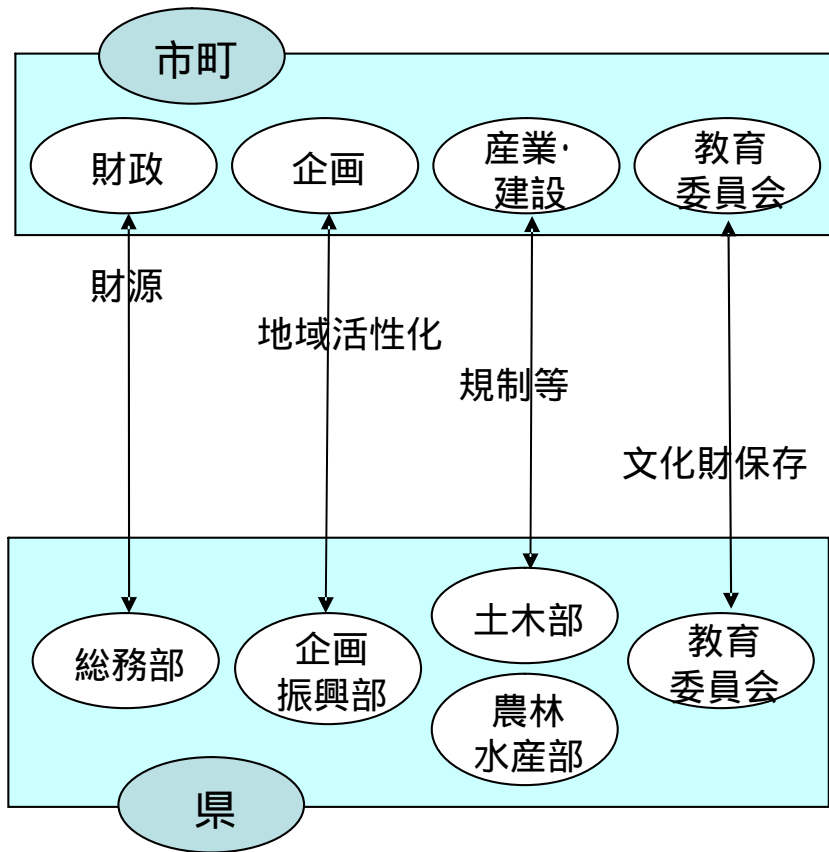 市町
財政
企画
産業・
建設
教育
委員会
財源
地域活性化
規制等
文化財保存
総務部
企画
振興部
土木部
農林
水産部
教育
委員会
県